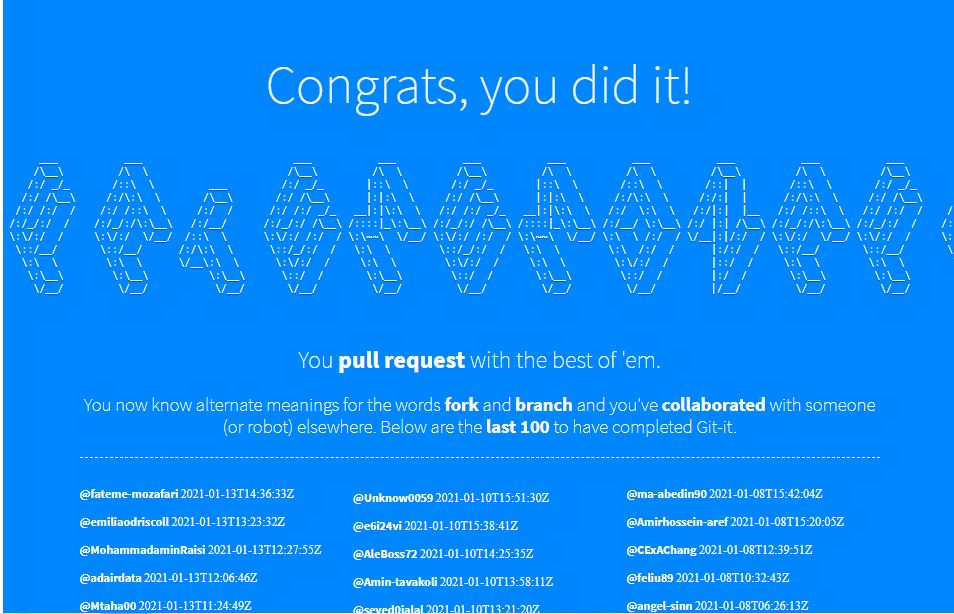 Congrats, you did it!
You pull request with the best of 'em.
You now know alternate meanings for the words fork and branch and you've collaborated with someone
(or robot) elsewhere. Below are the last 100 to have completed Git-it.
@fateme-mozafari 2021-01-13T14:36:33Z
@emiliaodriscoll 2021-01-13T13:23:32Z
@MohammadaminRaisi 2021-01-13T12:27:55Z
@adairdata 2021-01-13T12:06:46Z
@Mtaha00 2021-01-13T11:24:49Z
@Unknow0059 2021-01-10T15:51:30Z
@e6i24vi 2021-01-10T15:38:41Z
@AleBoss72 2021-01-10T14:25:35Z
@Amin-tavakoli 2021-01-10T13:58:11Z
@seyed0jalal 2021-01-10T13:21:20Z
@ma-abedin90 2021-01-08T15:42:04Z
@Amirhossein-aref 2021-01-08T15:20:05Z
@CExAChang 2021-01-08T12:39:51Z
@feliu89 2021-01-08T10:32:43Z
@angel-sinn 2021-01-08T06:26:13Z